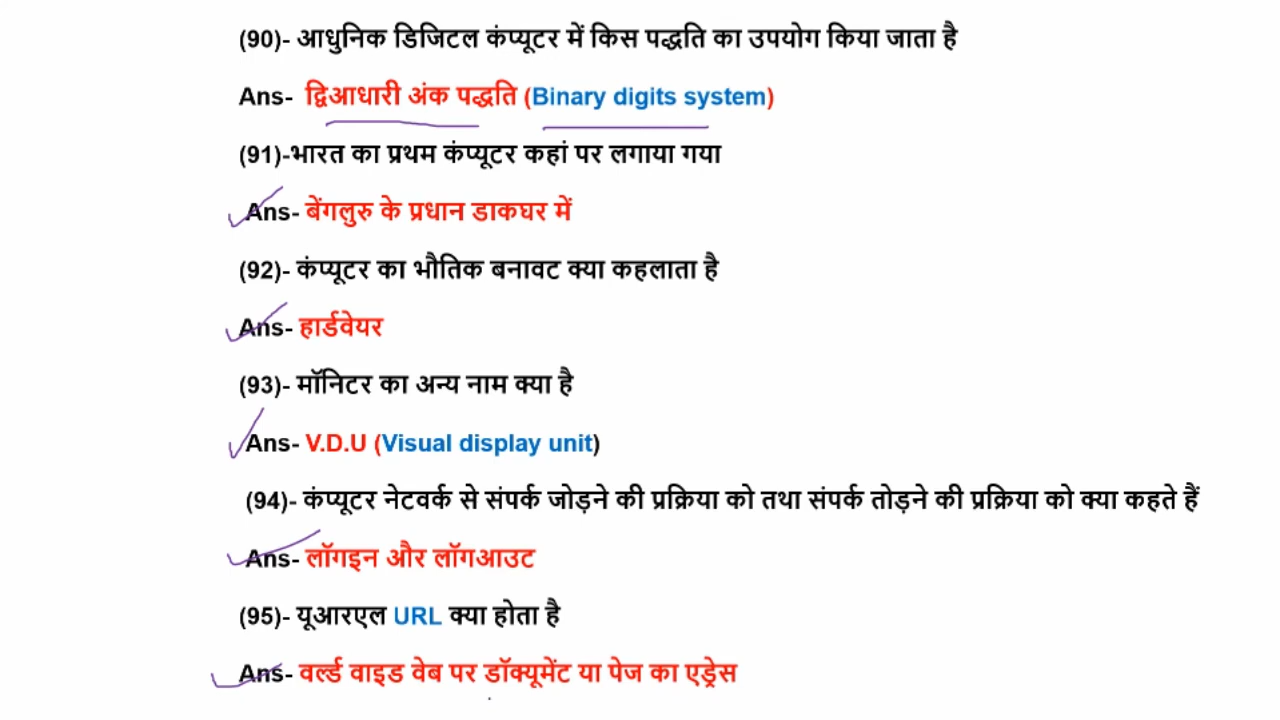 (90)- आधुनिक डिजिटल कंप्यूटर में किस पद्धति का उपयोग किया जाता है
Ans- द्विआधारी अंक पद्धति (Binary digits system)
(91)-भारत का प्रथम कंप्यूटर कहां पर लगाया गया
Ans- बेंगलुरु के प्रधान डाकघर में
(92)- कंप्यूटर का भौतिक बनावट क्या कहलाता है
Ans- हार्डवेयर
(93)- मॉनिटर का अन्य नाम क्या है
Ans- V.D.U (Visual display unit)
(94)- कंप्यूटर नेटवर्क से संपर्क जोड़ने की प्रक्रिया को तथा संपर्क तोड़ने की प्रक्रिया को क्या कहते हैं
Ans- लॉगइन और लॉगआउट
(95)- यूआरएल URL क्या होता है
Ans- वर्ल्ड वाइड वेब पर डॉक्यूमेंट या पेज का एड्रेस